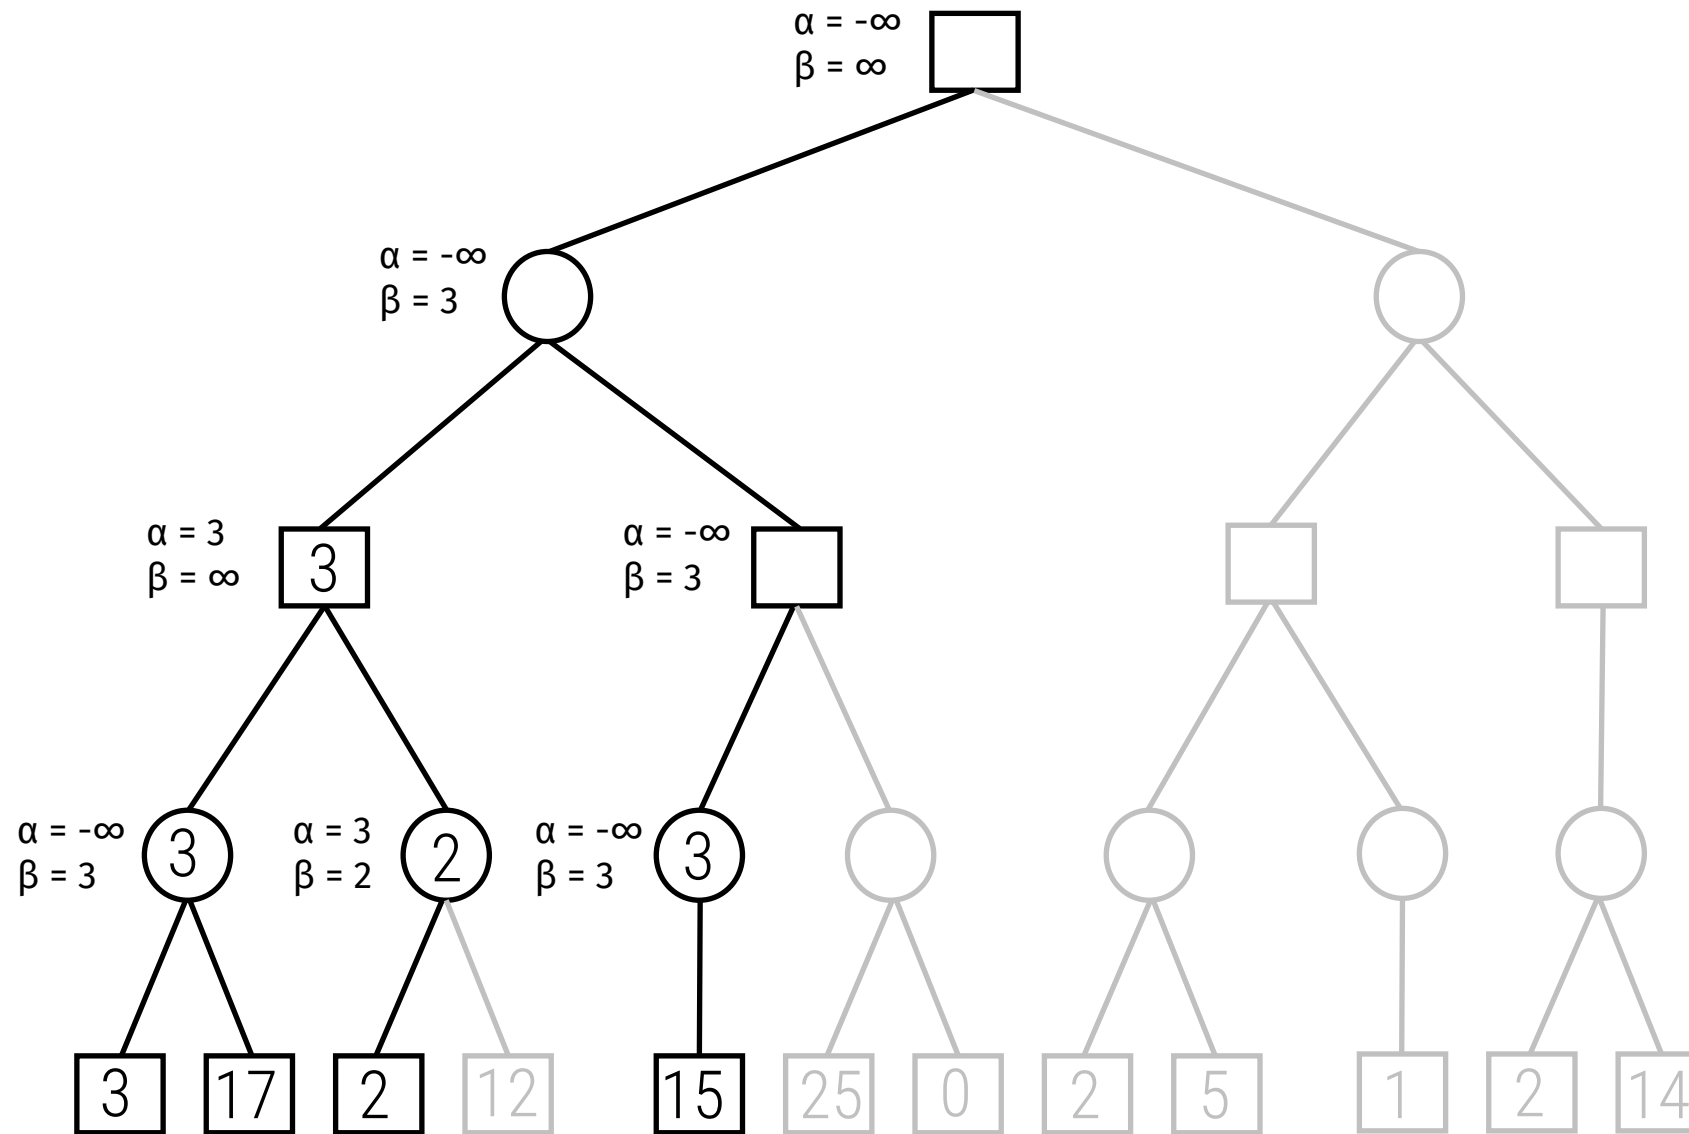 α = -∞
β = ∞
α = -∞
β = 3
α = 3
β = ∞
3
α = -∞
β = 3
α = -∞
β = 3
3
α = 3
β = 2
2
α = -∞
β = 3
3
3
17
2
12
15
25
0
2
5
1
2
14